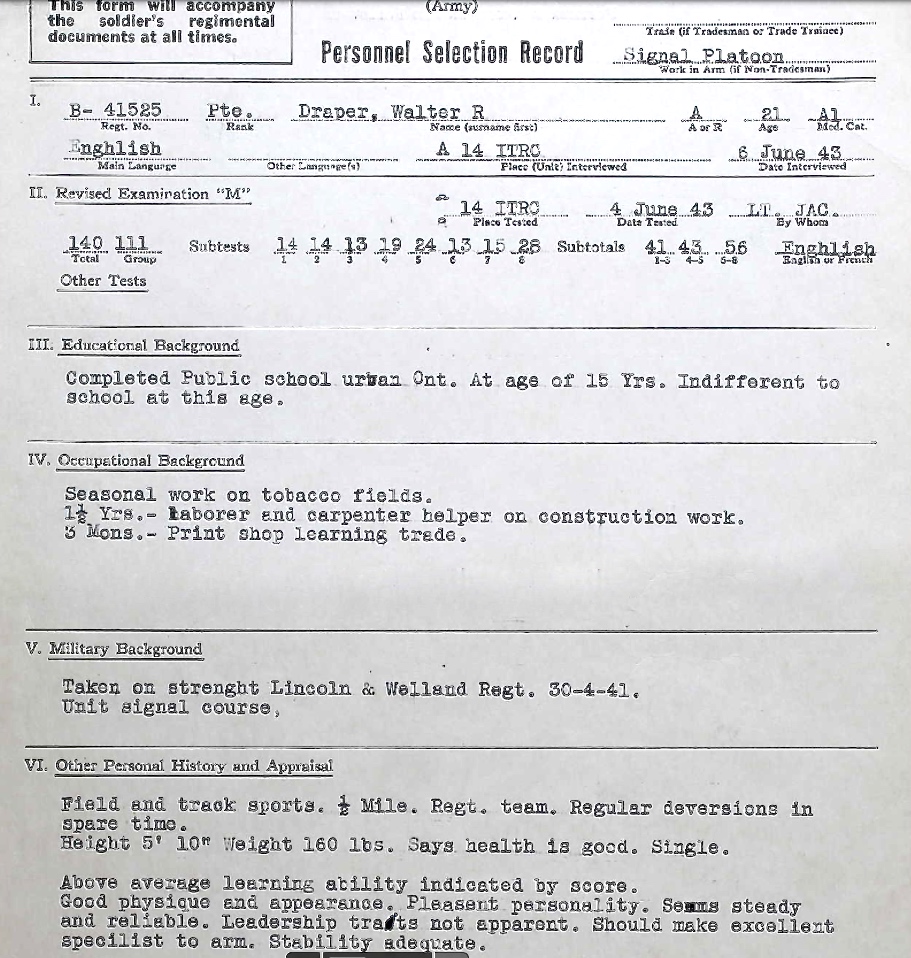 This form will accompany
the soldier's regimental
documents at all times.
(Army)
Personnel Selection Record
Trade (if Tradesman or Trade Trainee)
Signal Platoon
Work in Arm (if Non-Tradesman)
I.
B- 41525 Pte. Draper, Walter R A 21 A1
Regt. No. Rank Name (surname first) A or R Age Med. Cat.
Enghlish A 14 ITRC 6 June 43
Main Language Other Language(s) Place (Unit) Interviewed Date Interviewed
II. Revised Examination "M"
14 ITRC 4 June 43 LT. JAC.
Place Tested Date Tested By Whom
140 111 Subtests 14 14 13 19 24 13 15 28 Subtotals 41 43 56 Enghlish
Total Group 1 2 3 4 5 6 7 8 1-3 4-5 6-8 English or French
Other Tests
III. Educational Background
Completed Public school urban Ont. At age of 15 Yrs. Indifferent to
school at this age.
IV. Occupational Background
Seasonal work on tobacco fields.
1½ Yrs.- Laborer and carpenter helper on construction work.
3 Mons.- Print shop learning trade.
V. Military Background
Taken on strenght Lincoln & Welland Regt. 30-4-41.
Unit signal course,
VI. Other Personal History and Appraisal
Field and track sports. ½ Mile. Regt. team. Regular deversions in
spare time.
Height 5' 10" Weight 160 lbs. Says health is good. Single.
Above average learning ability indicated by score.
Good physique and appearance. Pleasent personality. Seems steady
and reliable. Leadership traits not apparent. Should make excellent
specilist to arm. Stability adequate.